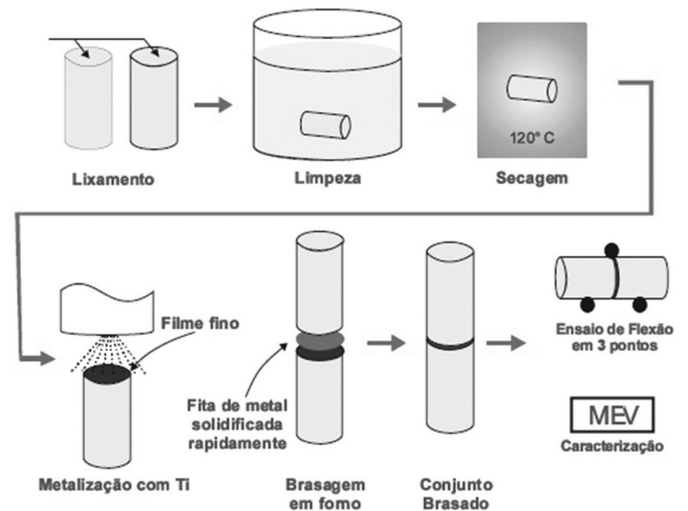 120° C
Lixamento
Limpeza
Secagem
Filme fino
Fita de metal
solidificada
rapidamente
Metalização com Ti
Brasagem
em forno
Conjunto
Brasado
Ensaio de Flexão
em 3 pontos
MEV
Caracterização